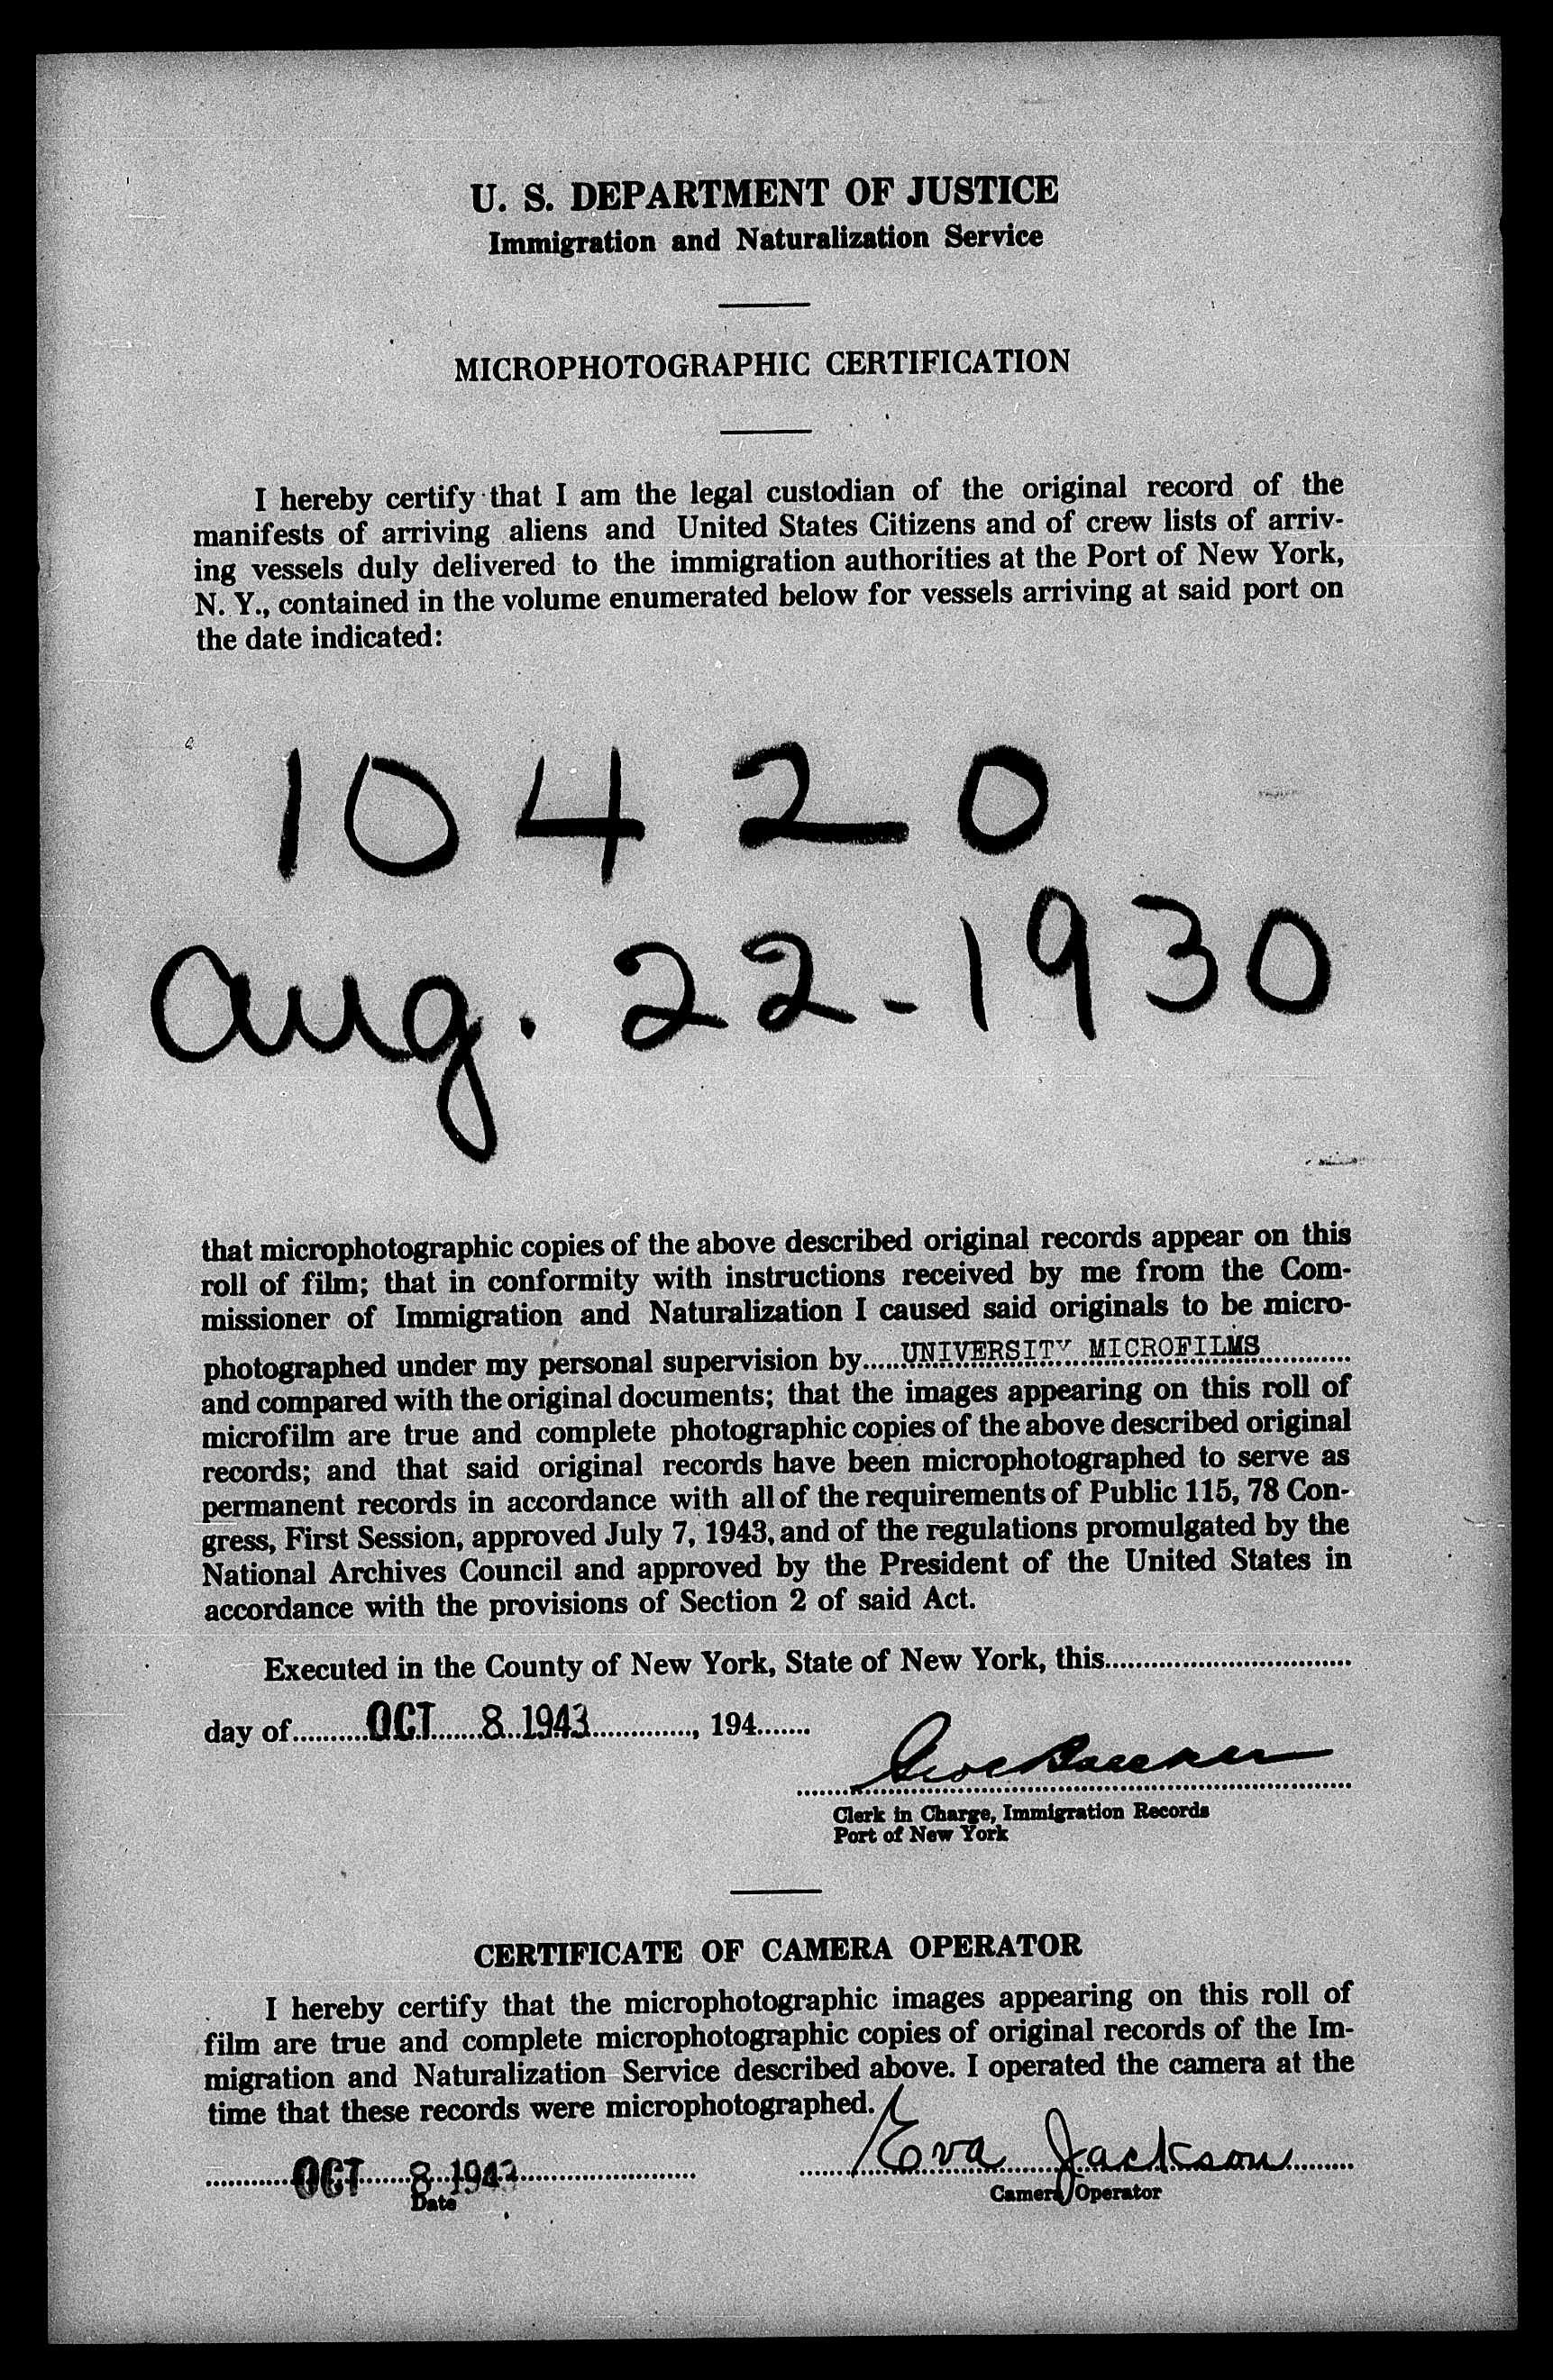 U. S. DEPARTMENT OF JUSTICE
Immigration and Naturalization Service
MICROPHOTOGRAPHIC CERTIFICATION
I hereby certify that I am the legal custodian of the original record of the
manifests of arriving aliens and United States Citizens and of crew lists of arriv-
ing vessels duly delivered to the immigration authorities at the Port of New York,
N. Y., contained in the volume enumerated below for vessels arriving at said port on
the date indicated:
10420
Aug. 22-1930
that microphotographic copies of the above described original records appear on this
roll of film; that in conformity with instructions received by me from the Com-
missioner of Immigration and Naturalization I caused said originals to be micro-
photographed under my personal supervision by.....UNIVERSITY MICROFILMS
and compared with the original documents; that the images appearing on this roll of
microfilm are true and complete photographic copies of the above described original
records; and that said original records have been microphotographed to serve as
permanent records in accordance with all of the requirements of Public 115, 78 Con-
gress, First Session, approved July 7, 1943, and of the regulations promulgated by the
National Archives Council and approved by the President of the United States in
accordance with the provisions of Section 2 of said Act.
Executed in the County of New York, State of New York, this
day of OCT 8 1943, 194
Clerk in Charge, Immigration Records
Port of New York
CERTIFICATE OF CAMERA OPERATOR
I hereby certify that the microphotographic images appearing on this roll of
film are true and complete microphotographic copies of original records of the Im-
migration and Naturalization Service described above. I operated the camera at the
time that these records were microphotographed.
OCT 8 1943 Eva Jackson
Date Camera Operator